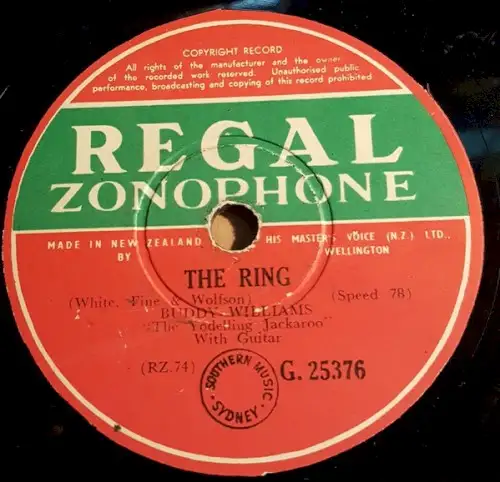 COPYRIGHT RECORD
All rights of the manufacturer and the owner
of the recorded work reserved. Unauthorised public
performance, broadcasting and copying of this record prohibited
REGAL
ZONOPHONE
MADE IN NEW ZEALAND HIS MASTER'S VOICE (N.Z.) LTD.,
BY WELLINGTON
THE RING
(White, Fine & Wolfson) (Speed 78)
BUDDY WILLIAMS
"The Yodelling Jackaroo"
With Guitar
(RZ.74) G. 25376
SOUTHERN MUSIC
· SYDNEY ·